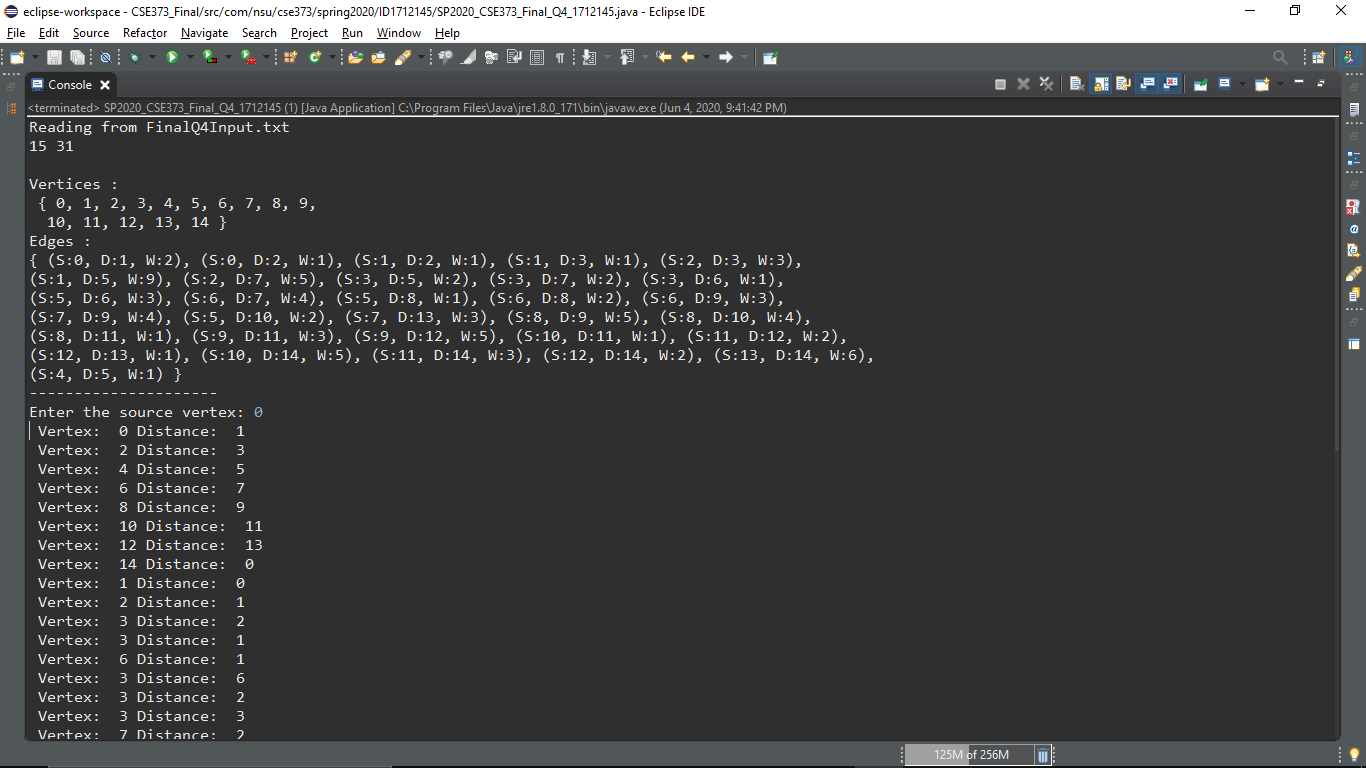 eclipse-workspace - CSE373_Final/src/com/nsu/cse373/spring2020/ID1712145/SP2020_CSE373_Final_Q4_1712145.java - Eclipse IDE
File Edit Source Refactor Navigate Search Project Run Window Help
Console
<terminated> SP2020_CSE373_Final_Q4_1712145 (1) [Java Application] C:\Program Files\Java\jre1.8.0_171\bin\javaw.exe (Jun 4, 2020, 9:41:42 PM)
Reading from FinalQ4Input.txt
15 31
Vertices :
{ 0, 1, 2, 3, 4, 5, 6, 7, 8, 9,
10, 11, 12, 13, 14 }
Edges :
{ (S:0, D:1, W:2), (S:0, D:2, W:1), (S:1, D:2, W:1), (S:1, D:3, W:1), (S:2, D:3, W:3),
(S:1, D:5, W:9), (S:2, D:7, W:5), (S:3, D:5, W:2), (S:3, D:7, W:2), (S:3, D:6, W:1),
(S:5, D:6, W:3), (S:6, D:7, W:4), (S:5, D:8, W:1), (S:6, D:8, W:2), (S:6, D:9, W:3),
(S:7, D:9, W:4), (S:5, D:10, W:2), (S:7, D:13, W:3), (S:8, D:9, W:5), (S:8, D:10, W:4),
(S:8, D:11, W:1), (S:9, D:11, W:3), (S:9, D:12, W:5), (S:10, D:11, W:1), (S:11, D:12, W:2),
(S:12, D:13, W:1), (S:10, D:14, W:5), (S:11, D:14, W:3), (S:12, D:14, W:2), (S:13, D:14, W:6),
(S:4, D:5, W:1) }
---------------------
Enter the source vertex: 0
Vertex: 0 Distance: 1
Vertex: 2 Distance: 3
Vertex: 4 Distance: 5
Vertex: 6 Distance: 7
Vertex: 8 Distance: 9
Vertex: 10 Distance: 11
Vertex: 12 Distance: 13
Vertex: 14 Distance: 0
Vertex: 1 Distance: 0
Vertex: 2 Distance: 1
Vertex: 3 Distance: 2
Vertex: 3 Distance: 1
Vertex: 6 Distance: 1
Vertex: 3 Distance: 6
Vertex: 3 Distance: 2
Vertex: 3 Distance: 3
Vertex: 7 Distance: 2
125M of 256M